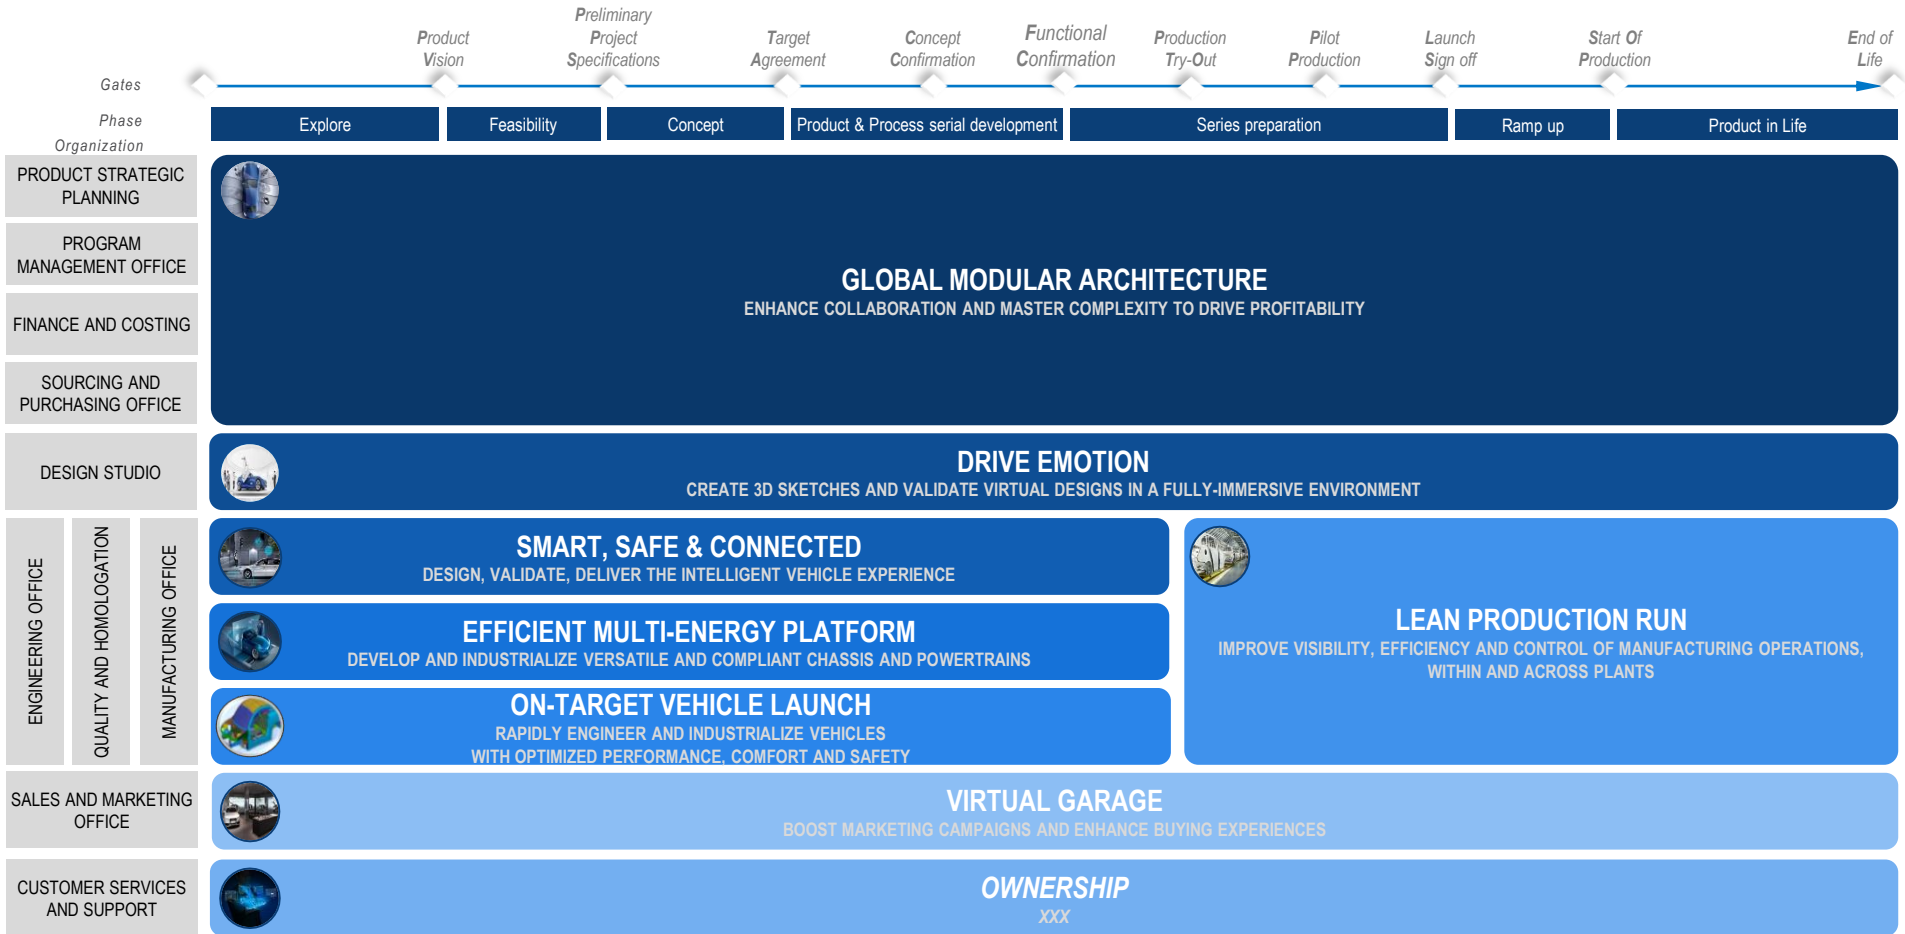 Product
Vision
Preliminary
Project
Specifications
Target
Agreement
Concept
Confirmation
Functional
Confirmation
Production
Try-Out
Pilot
Production
Launch
Sign off
Start Of
Production
End of
Life
Gates
Phase
Explore
Feasibility
Concept
Product & Process serial development
Series preparation
Ramp up
Product in Life
Organization
PRODUCT STRATEGIC
PLANNING
PROGRAM
MANAGEMENT OFFICE
FINANCE AND COSTING
SOURCING AND
PURCHASING OFFICE
GLOBAL MODULAR ARCHITECTURE
ENHANCE COLLABORATION AND MASTER COMPLEXITY TO DRIVE PROFITABILITY
DESIGN STUDIO
DRIVE EMOTION
CREATE 3D SKETCHES AND VALIDATE VIRTUAL DESIGNS IN A FULLY-IMMERSIVE ENVIRONMENT
ENGINEERING OFFICE
QUALITY AND HOMOLOGATION
MANUFACTURING OFFICE
SMART, SAFE & CONNECTED
DESIGN, VALIDATE, DELIVER THE INTELLIGENT VEHICLE EXPERIENCE
EFFICIENT MULTI-ENERGY PLATFORM
DEVELOP AND INDUSTRIALIZE VERSATILE AND COMPLIANT CHASSIS AND POWERTRAINS
ON-TARGET VEHICLE LAUNCH
RAPIDLY ENGINEER AND INDUSTRIALIZE VEHICLES
WITH OPTIMIZED PERFORMANCE, COMFORT AND SAFETY
LEAN PRODUCTION RUN
IMPROVE VISIBILITY, EFFICIENCY AND CONTROL OF MANUFACTURING OPERATIONS,
WITHIN AND ACROSS PLANTS
SALES AND MARKETING
OFFICE
VIRTUAL GARAGE
BOOST MARKETING CAMPAIGNS AND ENHANCE BUYING EXPERIENCES
CUSTOMER SERVICES
AND SUPPORT
OWNERSHIP
XXX